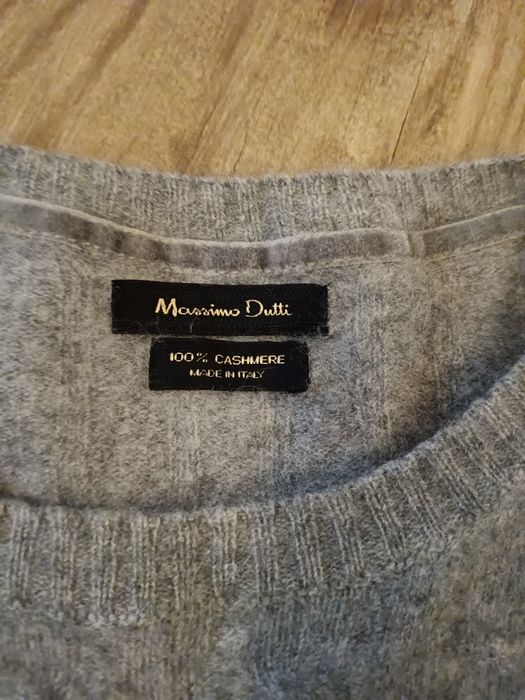 Massimo Dutti
100% CASHMERE
MADE IN ITALY